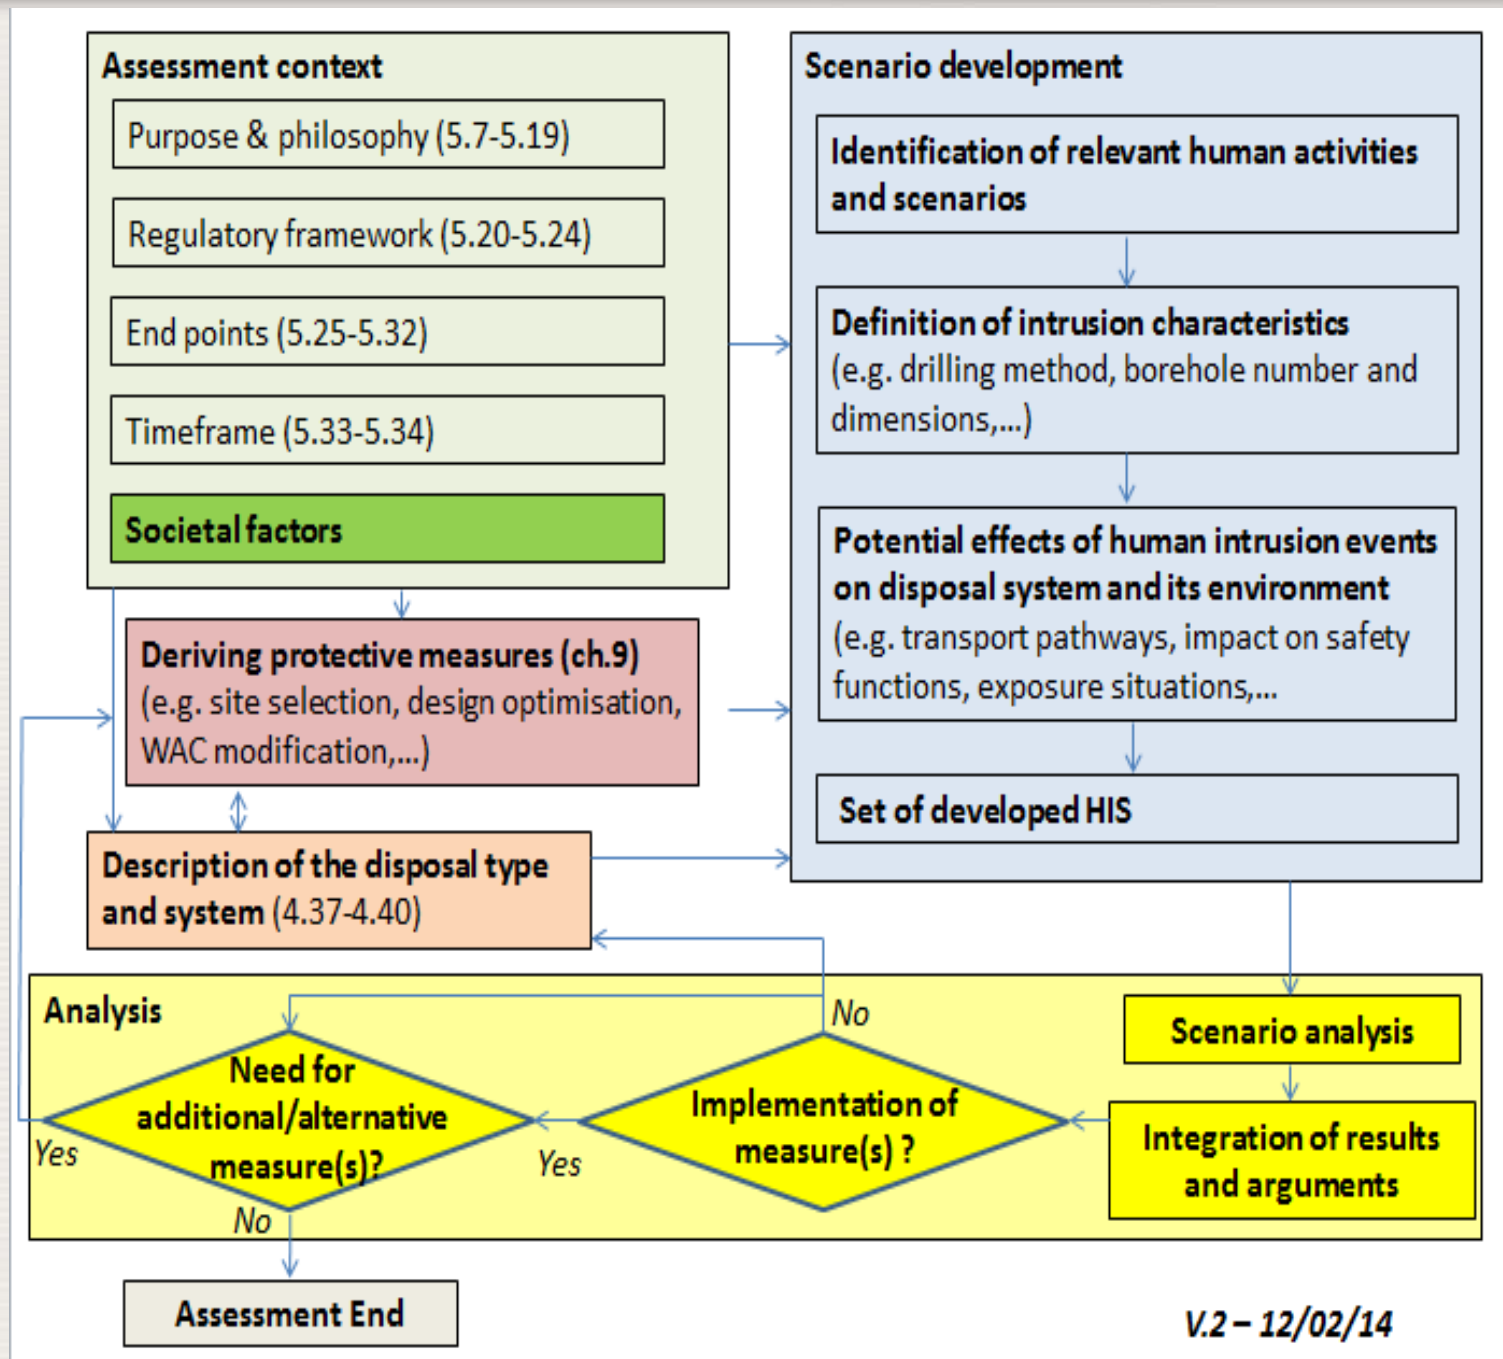 Assessment context
Purpose & philosophy (5.7-5.19)
Regulatory framework (5.20-5.24)
End points (5.25-5.32)
Timeframe (5.33-5.34)
Societal factors
Scenario development
Identification of relevant human activities
and scenarios
Definition of intrusion characteristics
(e.g. drilling method, borehole number and
dimensions,...)
Potential effects of human intrusion events
on disposal system and its environment
(e.g. transport pathways, impact on safety
functions, exposure situations,...
Set of developed HIS
Deriving protective measures (ch.9)
(e.g. site selection, design optimisation,
WAC modification,...)
Description of the disposal type
and system (4.37-4.40)
Analysis
Need for
additional/alternative
measure(s)?
Yes
No
Implementation of
measure(s) ?
No
Yes
Scenario analysis
Integration of results
and arguments
Assessment End
V.2 – 12/02/14